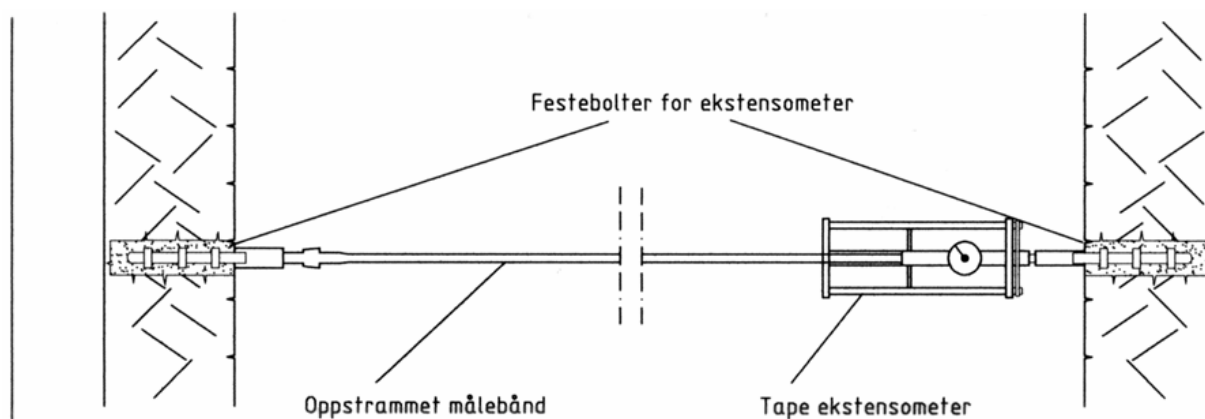 Festebolter for ekstensometer
Oppstrammet målebånd
Tape ekstensometer